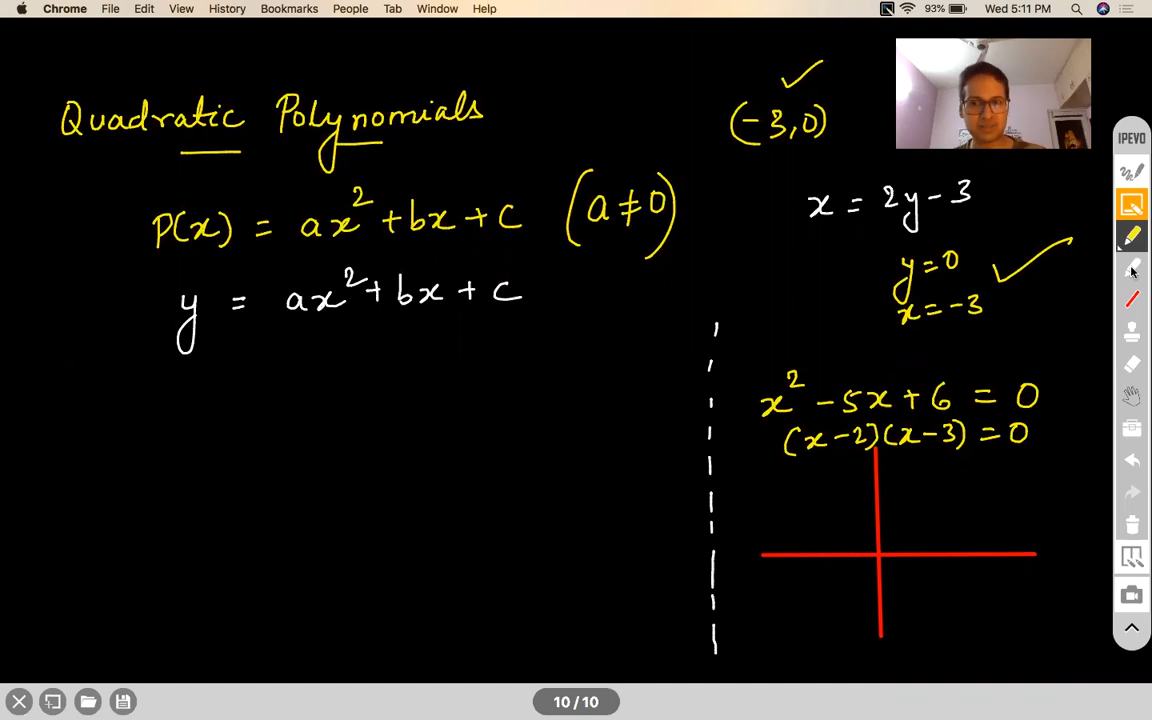 Chrome File Edit View History Bookmarks People Tab Window Help 93% Wed 5:11 PM
Quadratic Polynomials
P(x) = ax² + bx + c (a ≠ 0)
y = ax² + bx + c
(-3,0)
x = 2y - 3
y = 0
x = -3
x² - 5x + 6 = 0
(x-2)(x-3) = 0
IPEVO
10/10